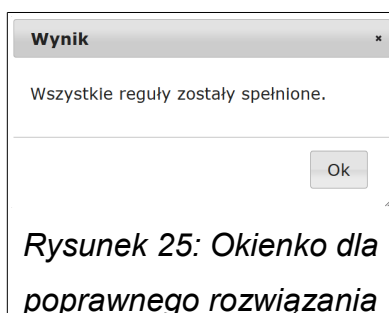 Wynik
Wszystkie reguły zostały spełnione.
Ok
Rysunek 25: Okienko dla
poprawnego rozwiązania